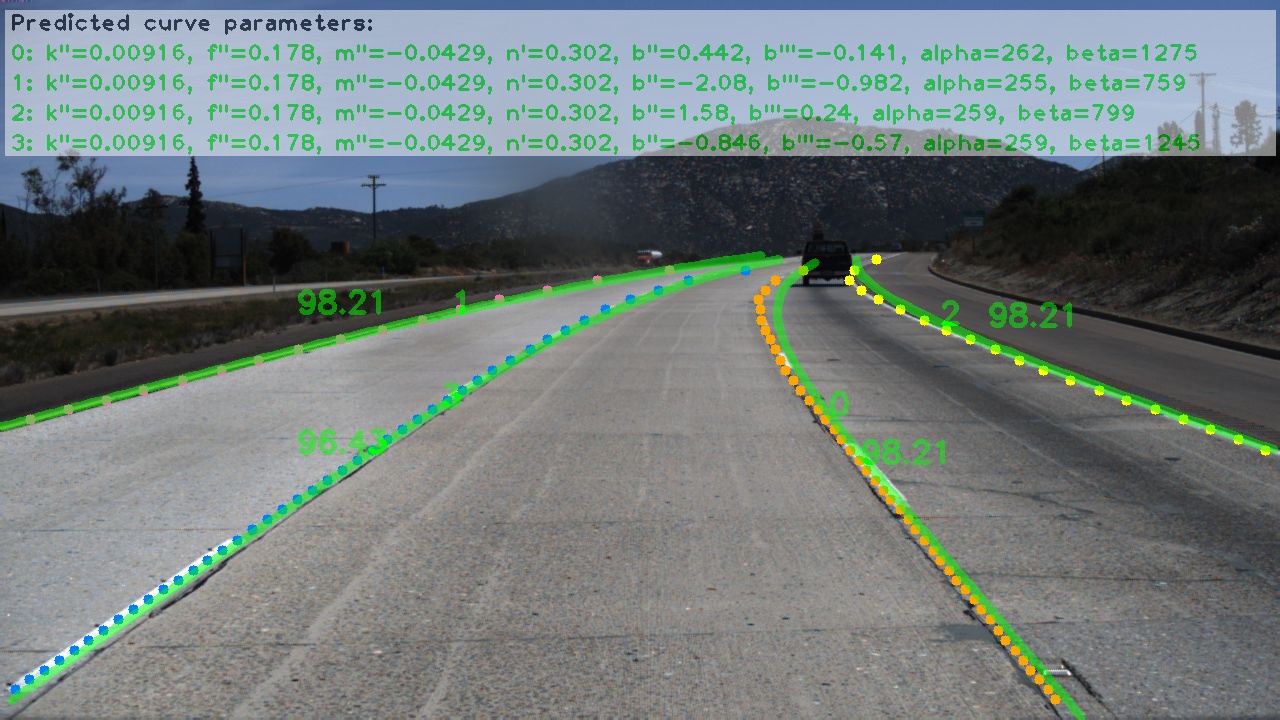 Predicted curve parameters:
0: k''=0.00916, f''=0.178, m''=-0.0429, n'=0.302, b''=0.442, b'''=-0.141, alpha=262, beta=1275
1: k''=0.00916, f''=0.178, m''=-0.0429, n'=0.302, b''=-2.08, b'''=-0.982, alpha=255, beta=759
2: k''=0.00916, f''=0.178, m''=-0.0429, n'=0.302, b''=1.58, b'''=0.24, alpha=259, beta=799
3: k''=0.00916, f''=0.178, m''=-0.0429, n'=0.302, b''=-0.846, b'''=-0.57, alpha=259, beta=1245
98.21 1
2 98.21
3
0
96.43
98.21